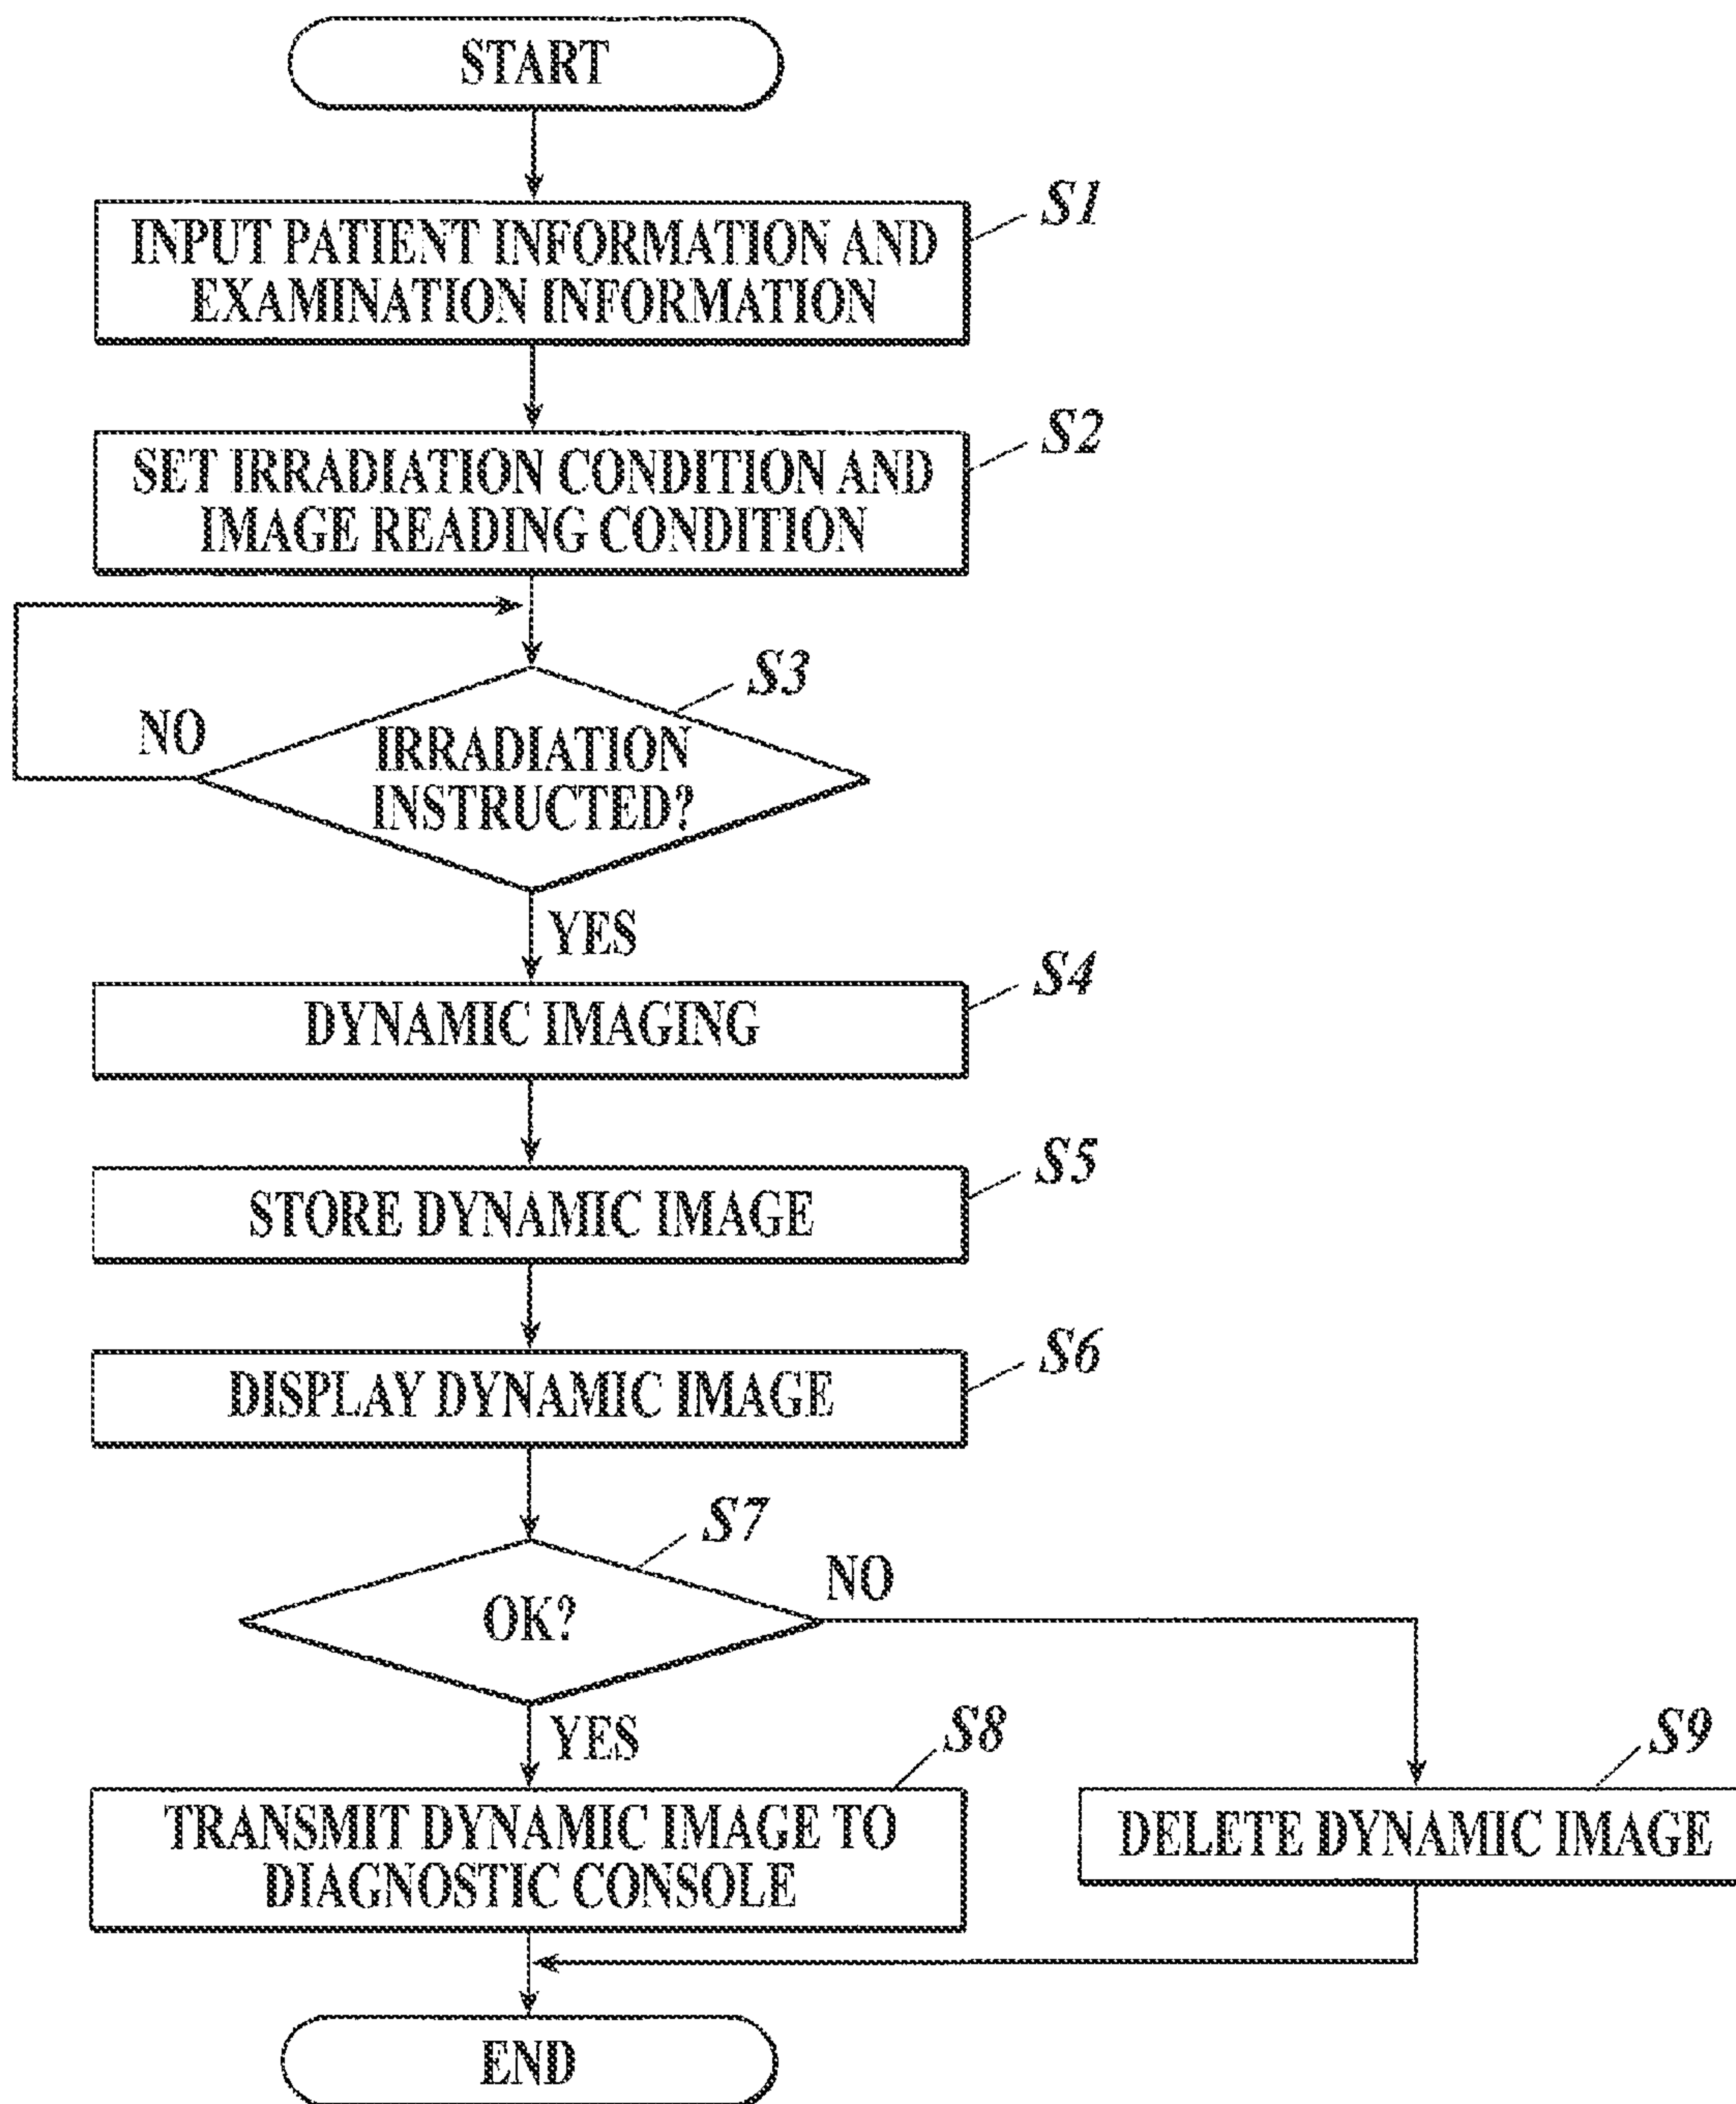 START
S1
INPUT PATIENT INFORMATION AND
EXAMINATION INFORMATION
S2
SET IRRADIATION CONDITION AND
IMAGE READING CONDITION
S3
NO
IRRADIATION
INSTRUCTED?
YES
S4
DYNAMIC IMAGING
S5
STORE DYNAMIC IMAGE
S6
DISPLAY DYNAMIC IMAGE
S7
NO
OK?
YES
S8
S9
TRANSMIT DYNAMIC IMAGE TO
DIAGNOSTIC CONSOLE
DELETE DYNAMIC IMAGE
END